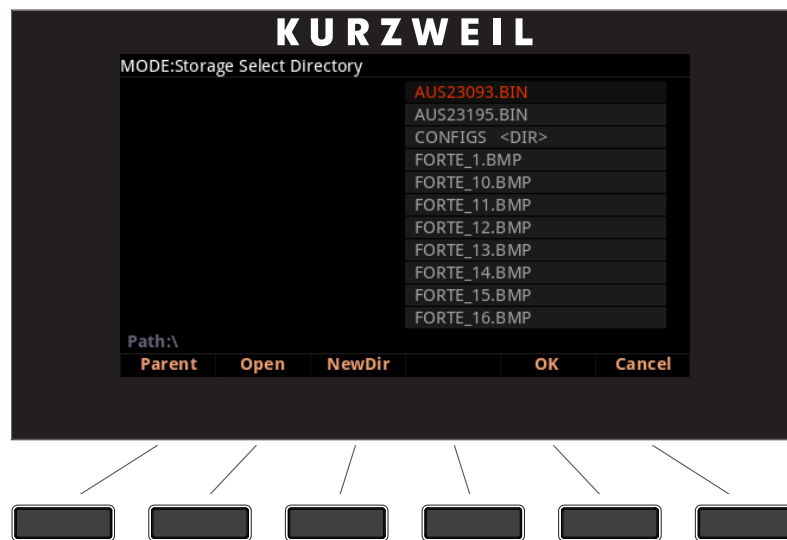 KURZWEIL
MODE:Storage Select Directory
AUS23093.BIN
AUS23195.BIN
CONFIGS <DIR>
FORTE_1.BMP
FORTE_10.BMP
FORTE_11.BMP
FORTE_12.BMP
FORTE_13.BMP
FORTE_14.BMP
FORTE_15.BMP
FORTE_16.BMP
Path:\
Parent Open NewDir OK Cancel